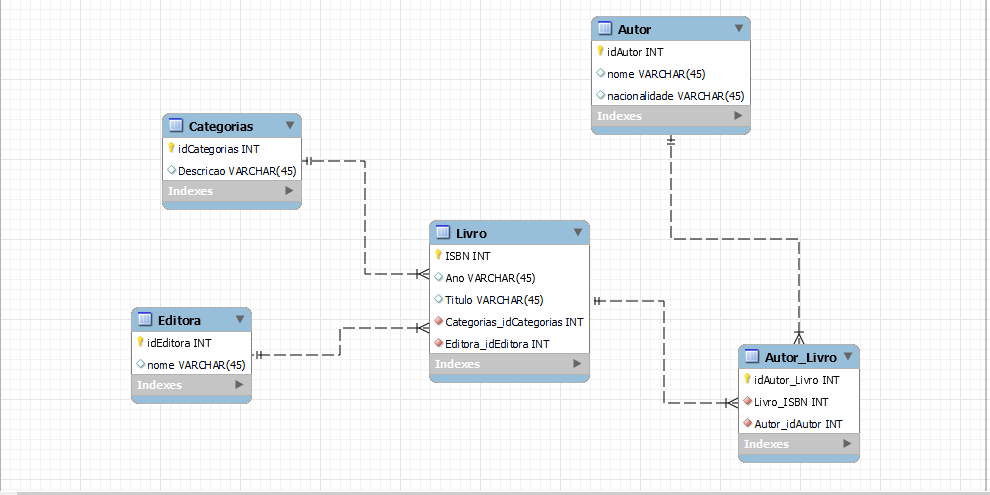 Autor
idAutor INT
nome VARCHAR(45)
nacionalidade VARCHAR(45)
Indexes
Categorias
idCategorias INT
Descricao VARCHAR(45)
Indexes
Livro
ISBN INT
Ano VARCHAR(45)
Titulo VARCHAR(45)
Categorias_idCategorias INT
Editora_idEditora INT
Indexes
Editora
idEditora INT
nome VARCHAR(45)
Indexes
Autor_Livro
idAutor_Livro INT
Livro_ISBN INT
Autor_idAutor INT
Indexes